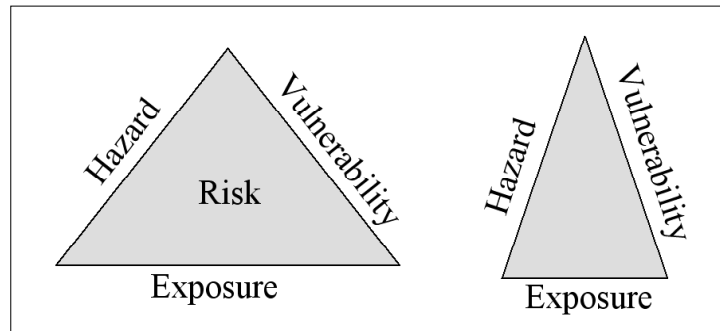 Hazard
Vulnerability
Risk
Exposure
Hazard
Vulnerability
Exposure